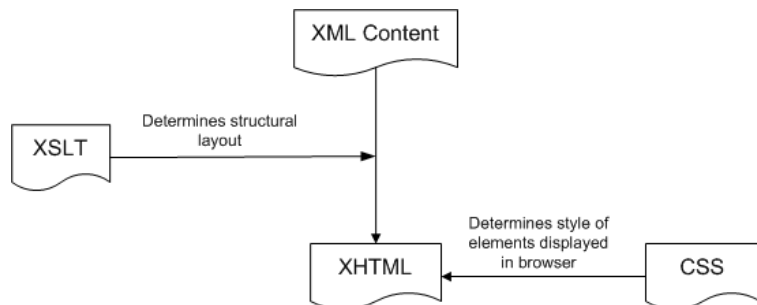 XML Content
Determines structural
layout
XSLT
Determines style of
elements displayed
in browser
XHTML
CSS